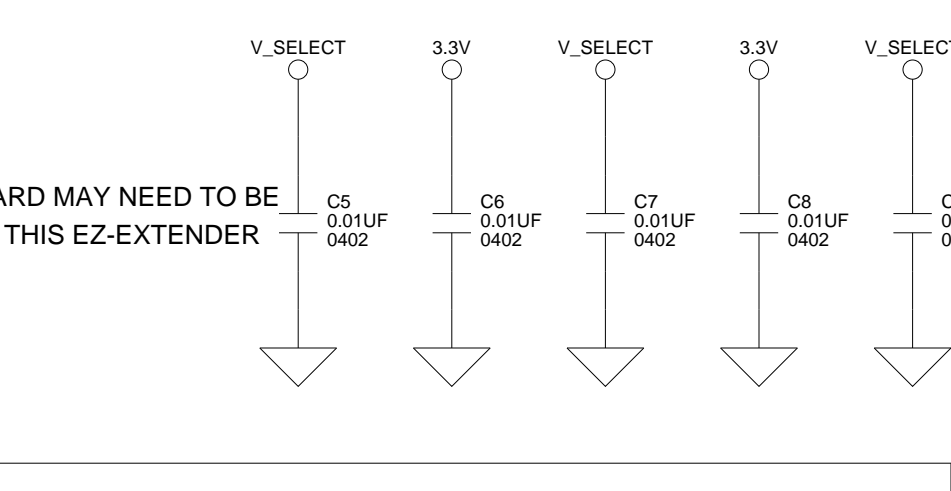 V_SELECT 3.3V V_SELECT 3.3V
ARD MAY NEED TO BE
THIS EZ-EXTENDER
C5
0.01UF
0402
C6
0.01UF
0402
C7
0.01UF
0402
C8
0.01UF
0402